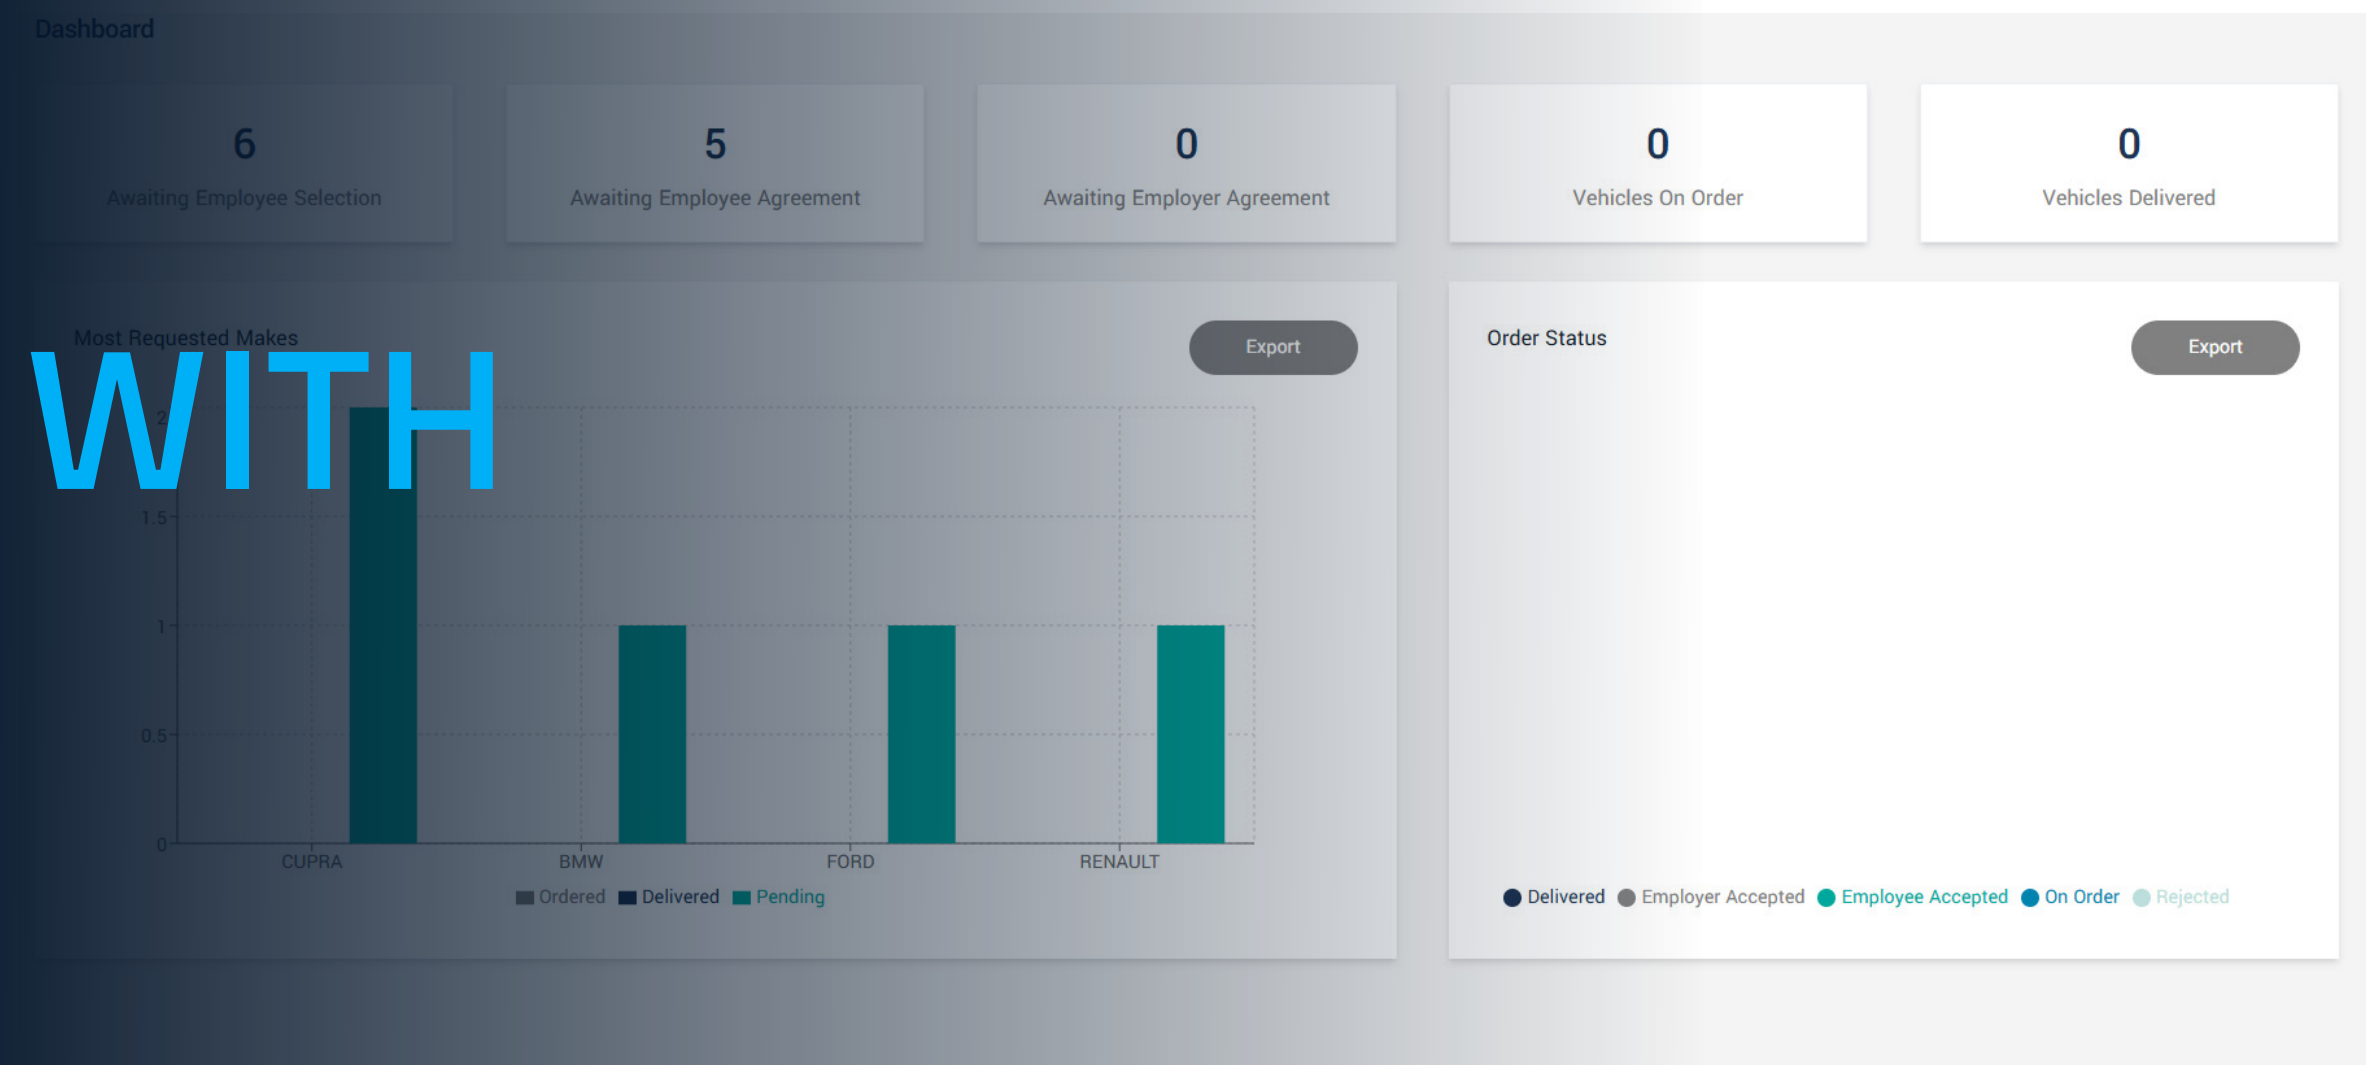 Dashboard
6
Awaiting Employee Selection
5
Awaiting Employee Agreement
0
Awaiting Employer Agreement
0
Vehicles On Order
0
Vehicles Delivered
Most Requested Makes
Export
WITH
2
1.5
1
0.5
0
CUPRA BMW FORD RENAULT
Ordered Delivered Pending
Order Status
Export
Delivered Employer Accepted Employee Accepted On Order Rejected